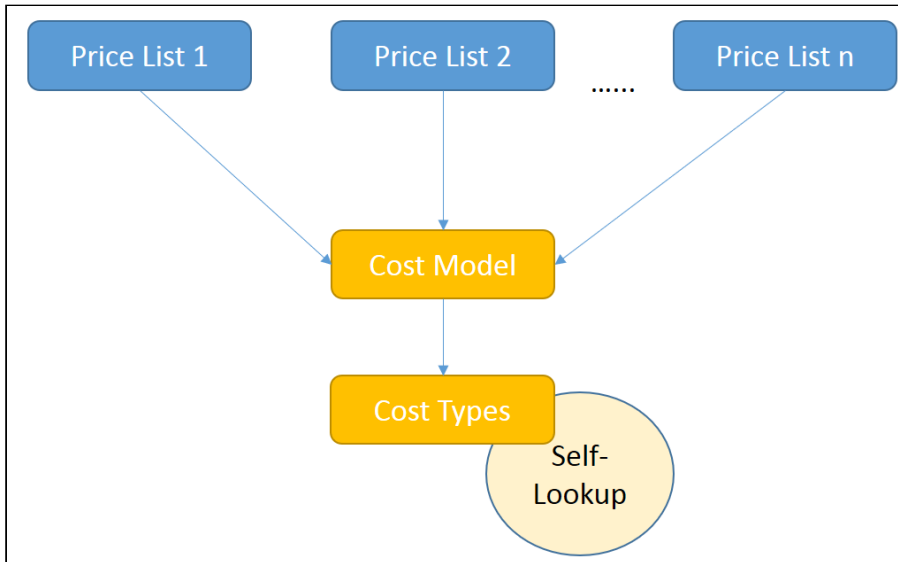 Price List 1
Price List 2
......
Price List n
Cost Model
Cost Types
Self-
Lookup